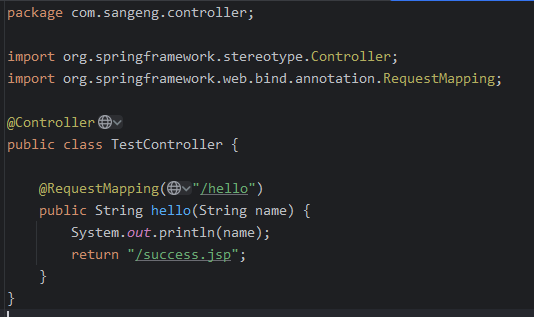 package com.sangeng.controller;
import org.springframework.stereotype.Controller;
import org.springframework.web.bind.annotation.RequestMapping;
@Controller
public class TestController {
@RequestMapping("/hello")
public String hello(String name) {
System.out.println(name);
return "/success.jsp";
}
}